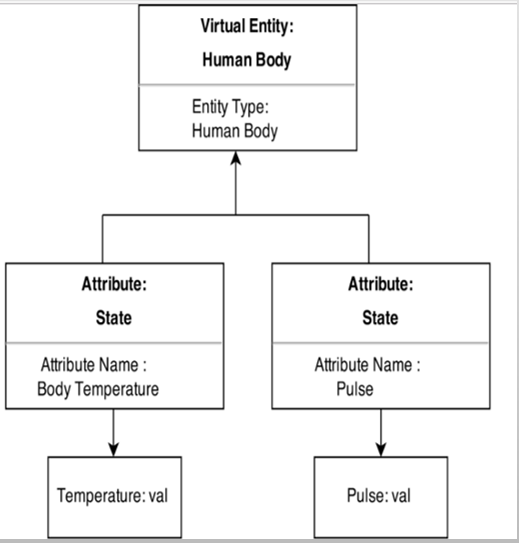 Virtual Entity:
Human Body
Entity Type:
Human Body
Attribute:
State
Attribute Name :
Body Temperature
Attribute:
State
Attribute Name :
Pulse
Temperature: val
Pulse: val